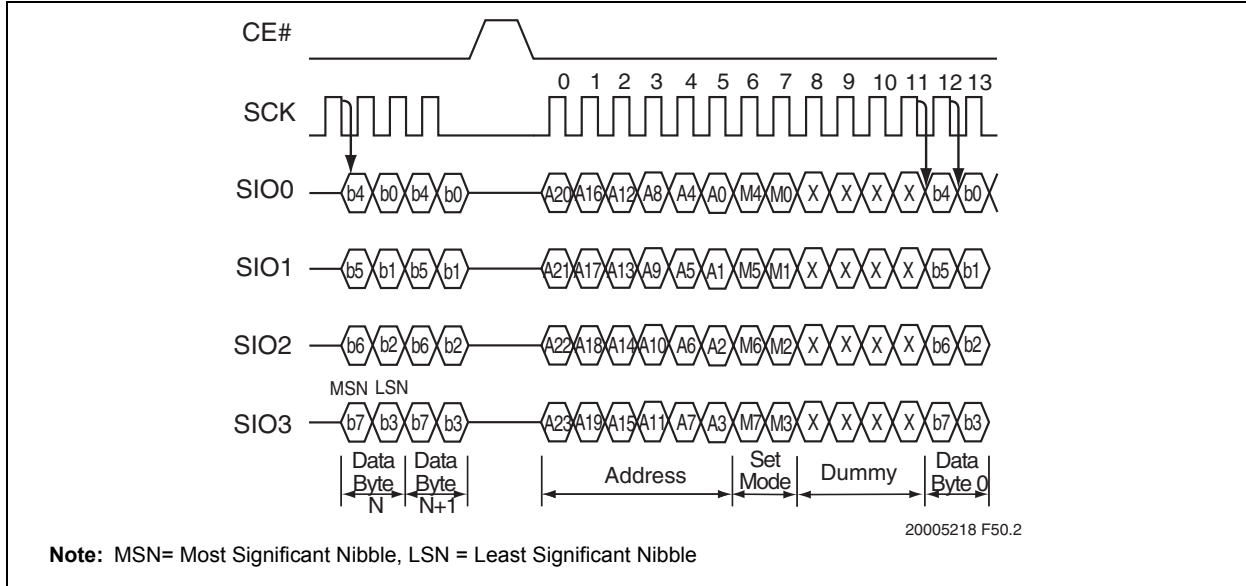 CE#
0 1 2 3 4 5 6 7 8 9 10 11 12 13
SCK
SIO0 b4 b0 b4 b0 A20 A16 A12 A8 A4 A0 M4 M0 X X X X b4 b0
SIO1 b5 b1 b5 b1 A21 A17 A13 A9 A5 A1 M5 M1 X X X X b5 b1
SIO2 b6 b2 b6 b2 A22 A18 A14 A10 A6 A2 M6 M2 X X X X b6 b2
MSN LSN
SIO3 b7 b3 b7 b3 A23 A19 A15 A11 A7 A3 M7 M3 X X X X b7 b3
Data Byte N
Data Byte N+1
Address
Set Mode
Dummy
Data Byte 0
20005218 F50.2
Note: MSN= Most Significant Nibble, LSN = Least Significant Nibble